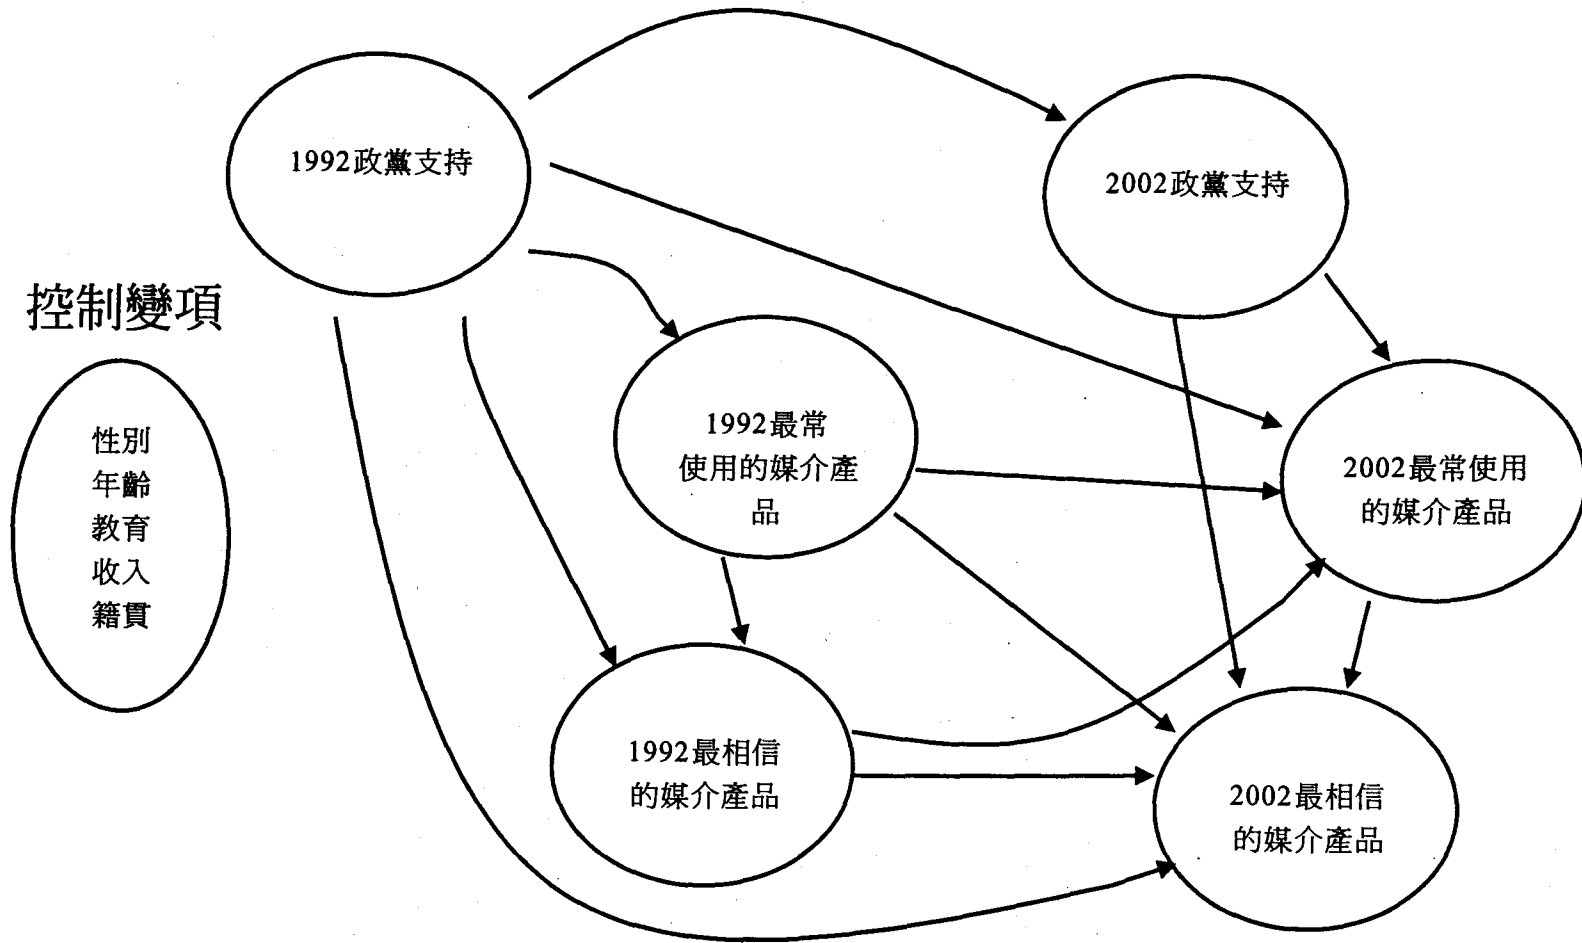 1992政黨支持
2002政黨支持
控制變項
性別
年齡
教育
收入
籍貫
1992最常
使用的媒介產
品
2002最常使用
的媒介產品
1992最相信
的媒介產品
2002最相信
的媒介產品